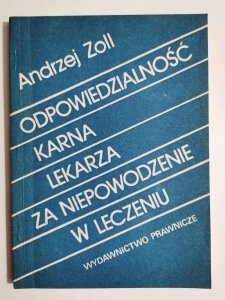 Andrzej Zoll
ODPOWIEDZIALNOŚĆ
KARNA
LEKARZA
ZA NIEPOWODZENIE
W LECZENIU
WYDAWNICTWO PRAWNICZE